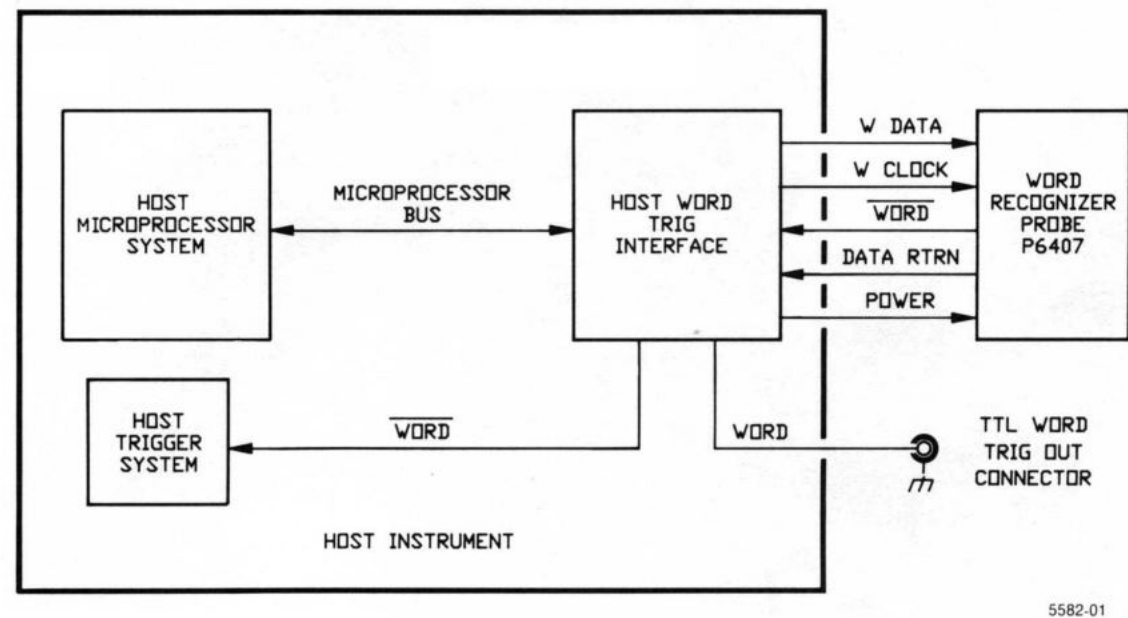 HOST
MICROPROCESSOR
SYSTEM
MICROPROCESSOR
BUS
HOST WORD
TRIG
INTERFACE
W DATA
W CLOCK
WORD
DATA RTRN
POWER
WORD
RECOGNIZER
PROBE
P6407
HOST
TRIGGER
SYSTEM
WORD
WORD
TTL WORD
TRIG OUT
CONNECTOR
HOST INSTRUMENT
5582-01